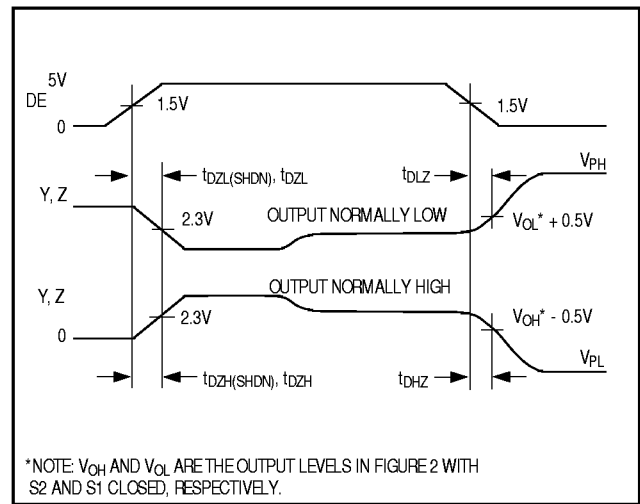 5V
DE
1.5V
1.5V
0
tDZL(SHDN), tDZL
tDLZ
VPH
Y, Z
2.3V
OUTPUT NORMALLY LOW
VOL* + 0.5V
Y, Z
OUTPUT NORMALLY HIGH
2.3V
VOH* - 0.5V
0
VPL
tDZH(SHDN), tDZH
tDHZ
*NOTE: VOH AND VOL ARE THE OUTPUT LEVELS IN FIGURE 2 WITH
S2 AND S1 CLOSED, RESPECTIVELY.